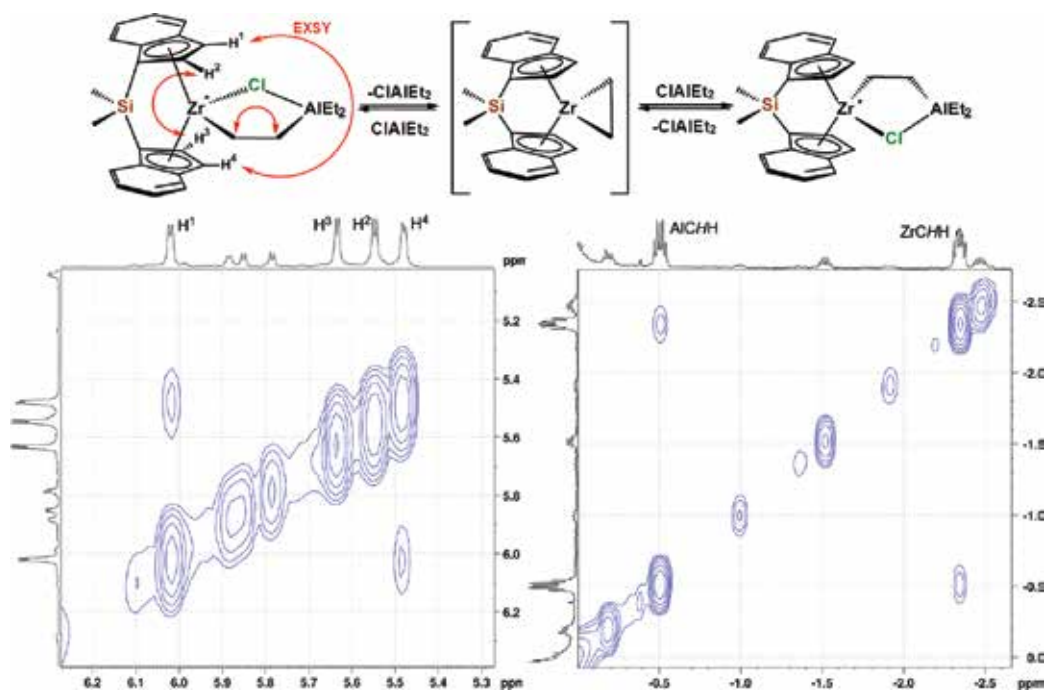 EXSY
H1
H2
Cl
-ClAlEt2
ClAlEt2
Si
Zr+
AlEt2
H3
H4
Si
Zr
ClAlEt2
-ClAlEt2
Si
Zr+
AlEt2
Cl
H1 H3 H2 H4
ppm
5.2
5.4
5.6
5.8
6.0
6.2
6.2 6.1 6.0 5.9 5.8 5.7 5.6 5.5 5.4 5.3 ppm
AlCHH ZrCHH
ppm
-2.5
-2.0
-1.5
-1.0
-0.5
0.0
-0.5 -1.0 -1.5 -2.0 -2.5 ppm